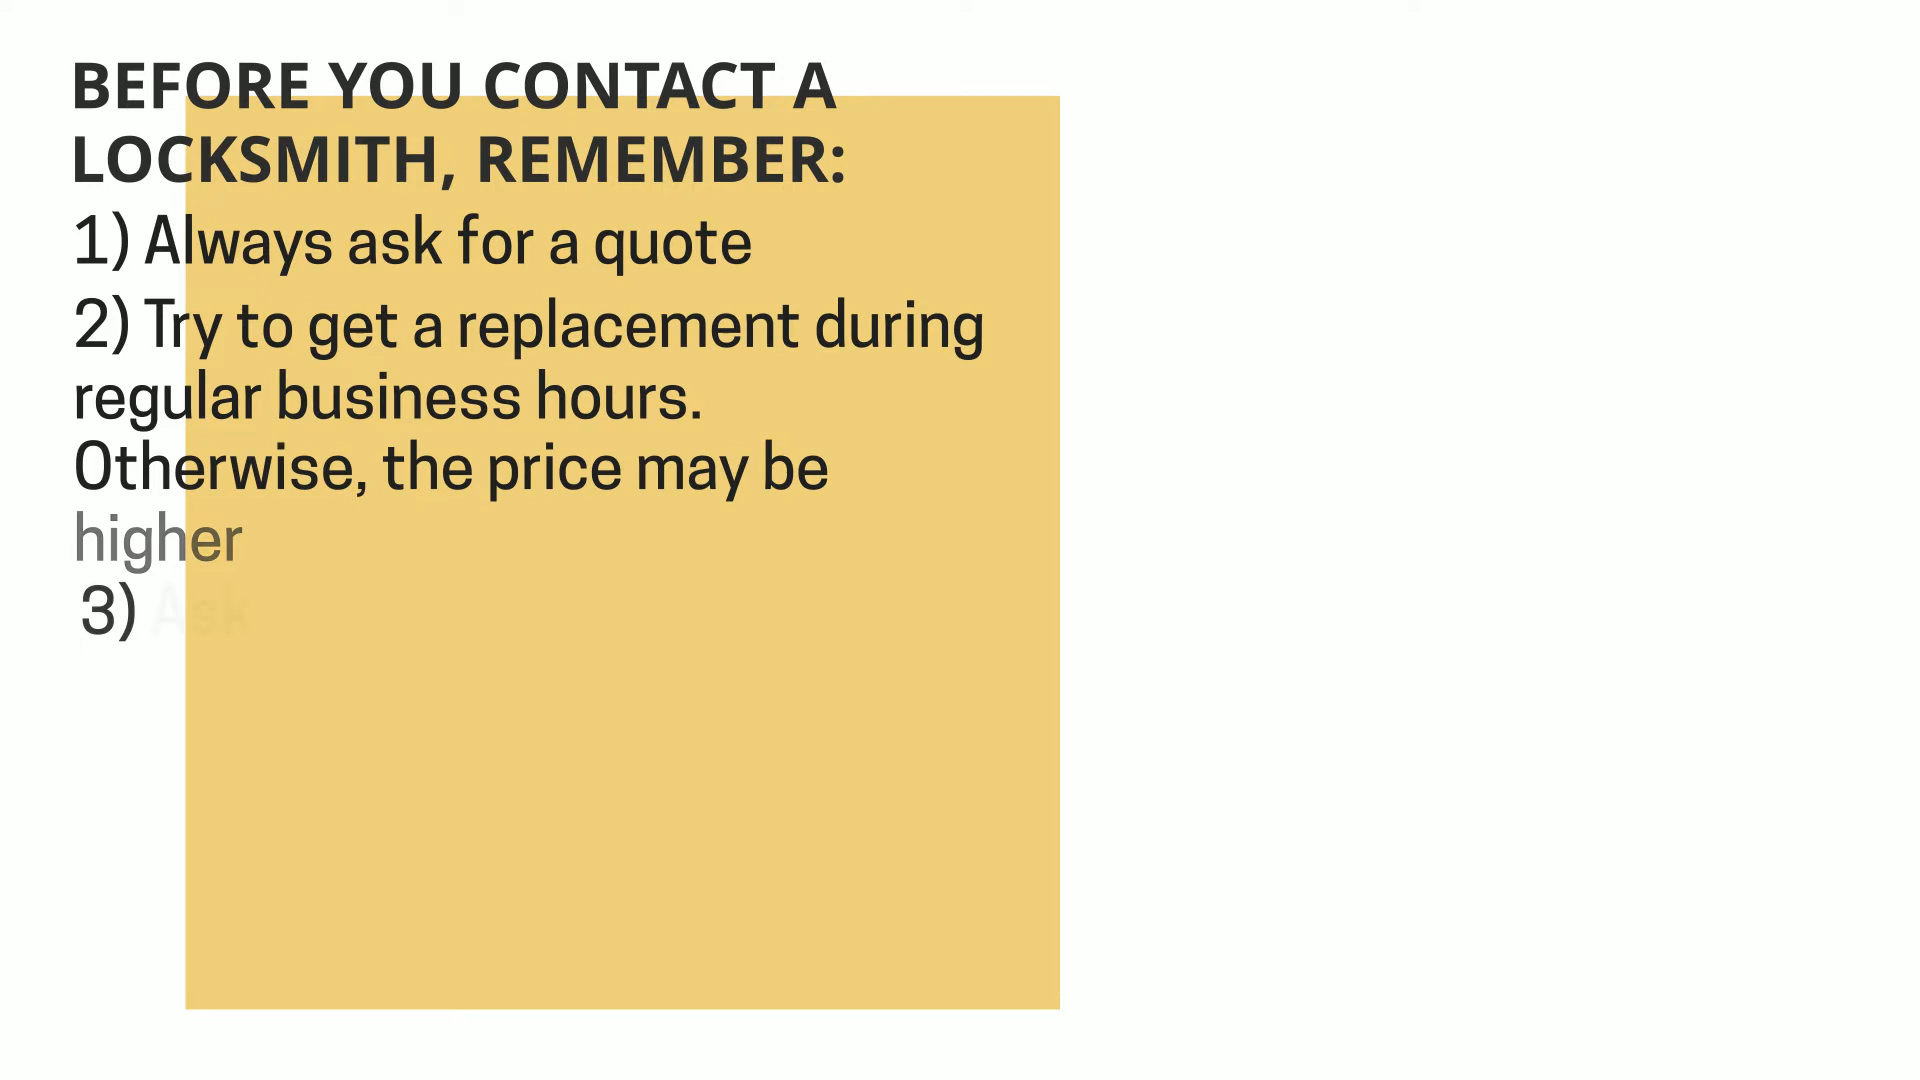 BEFORE YOU CONTACT A
LOCKSMITH, REMEMBER:
1) Always ask for a quote
2) Try to get a replacement during
regular business hours.
Otherwise, the price may be
higher
3) Ask